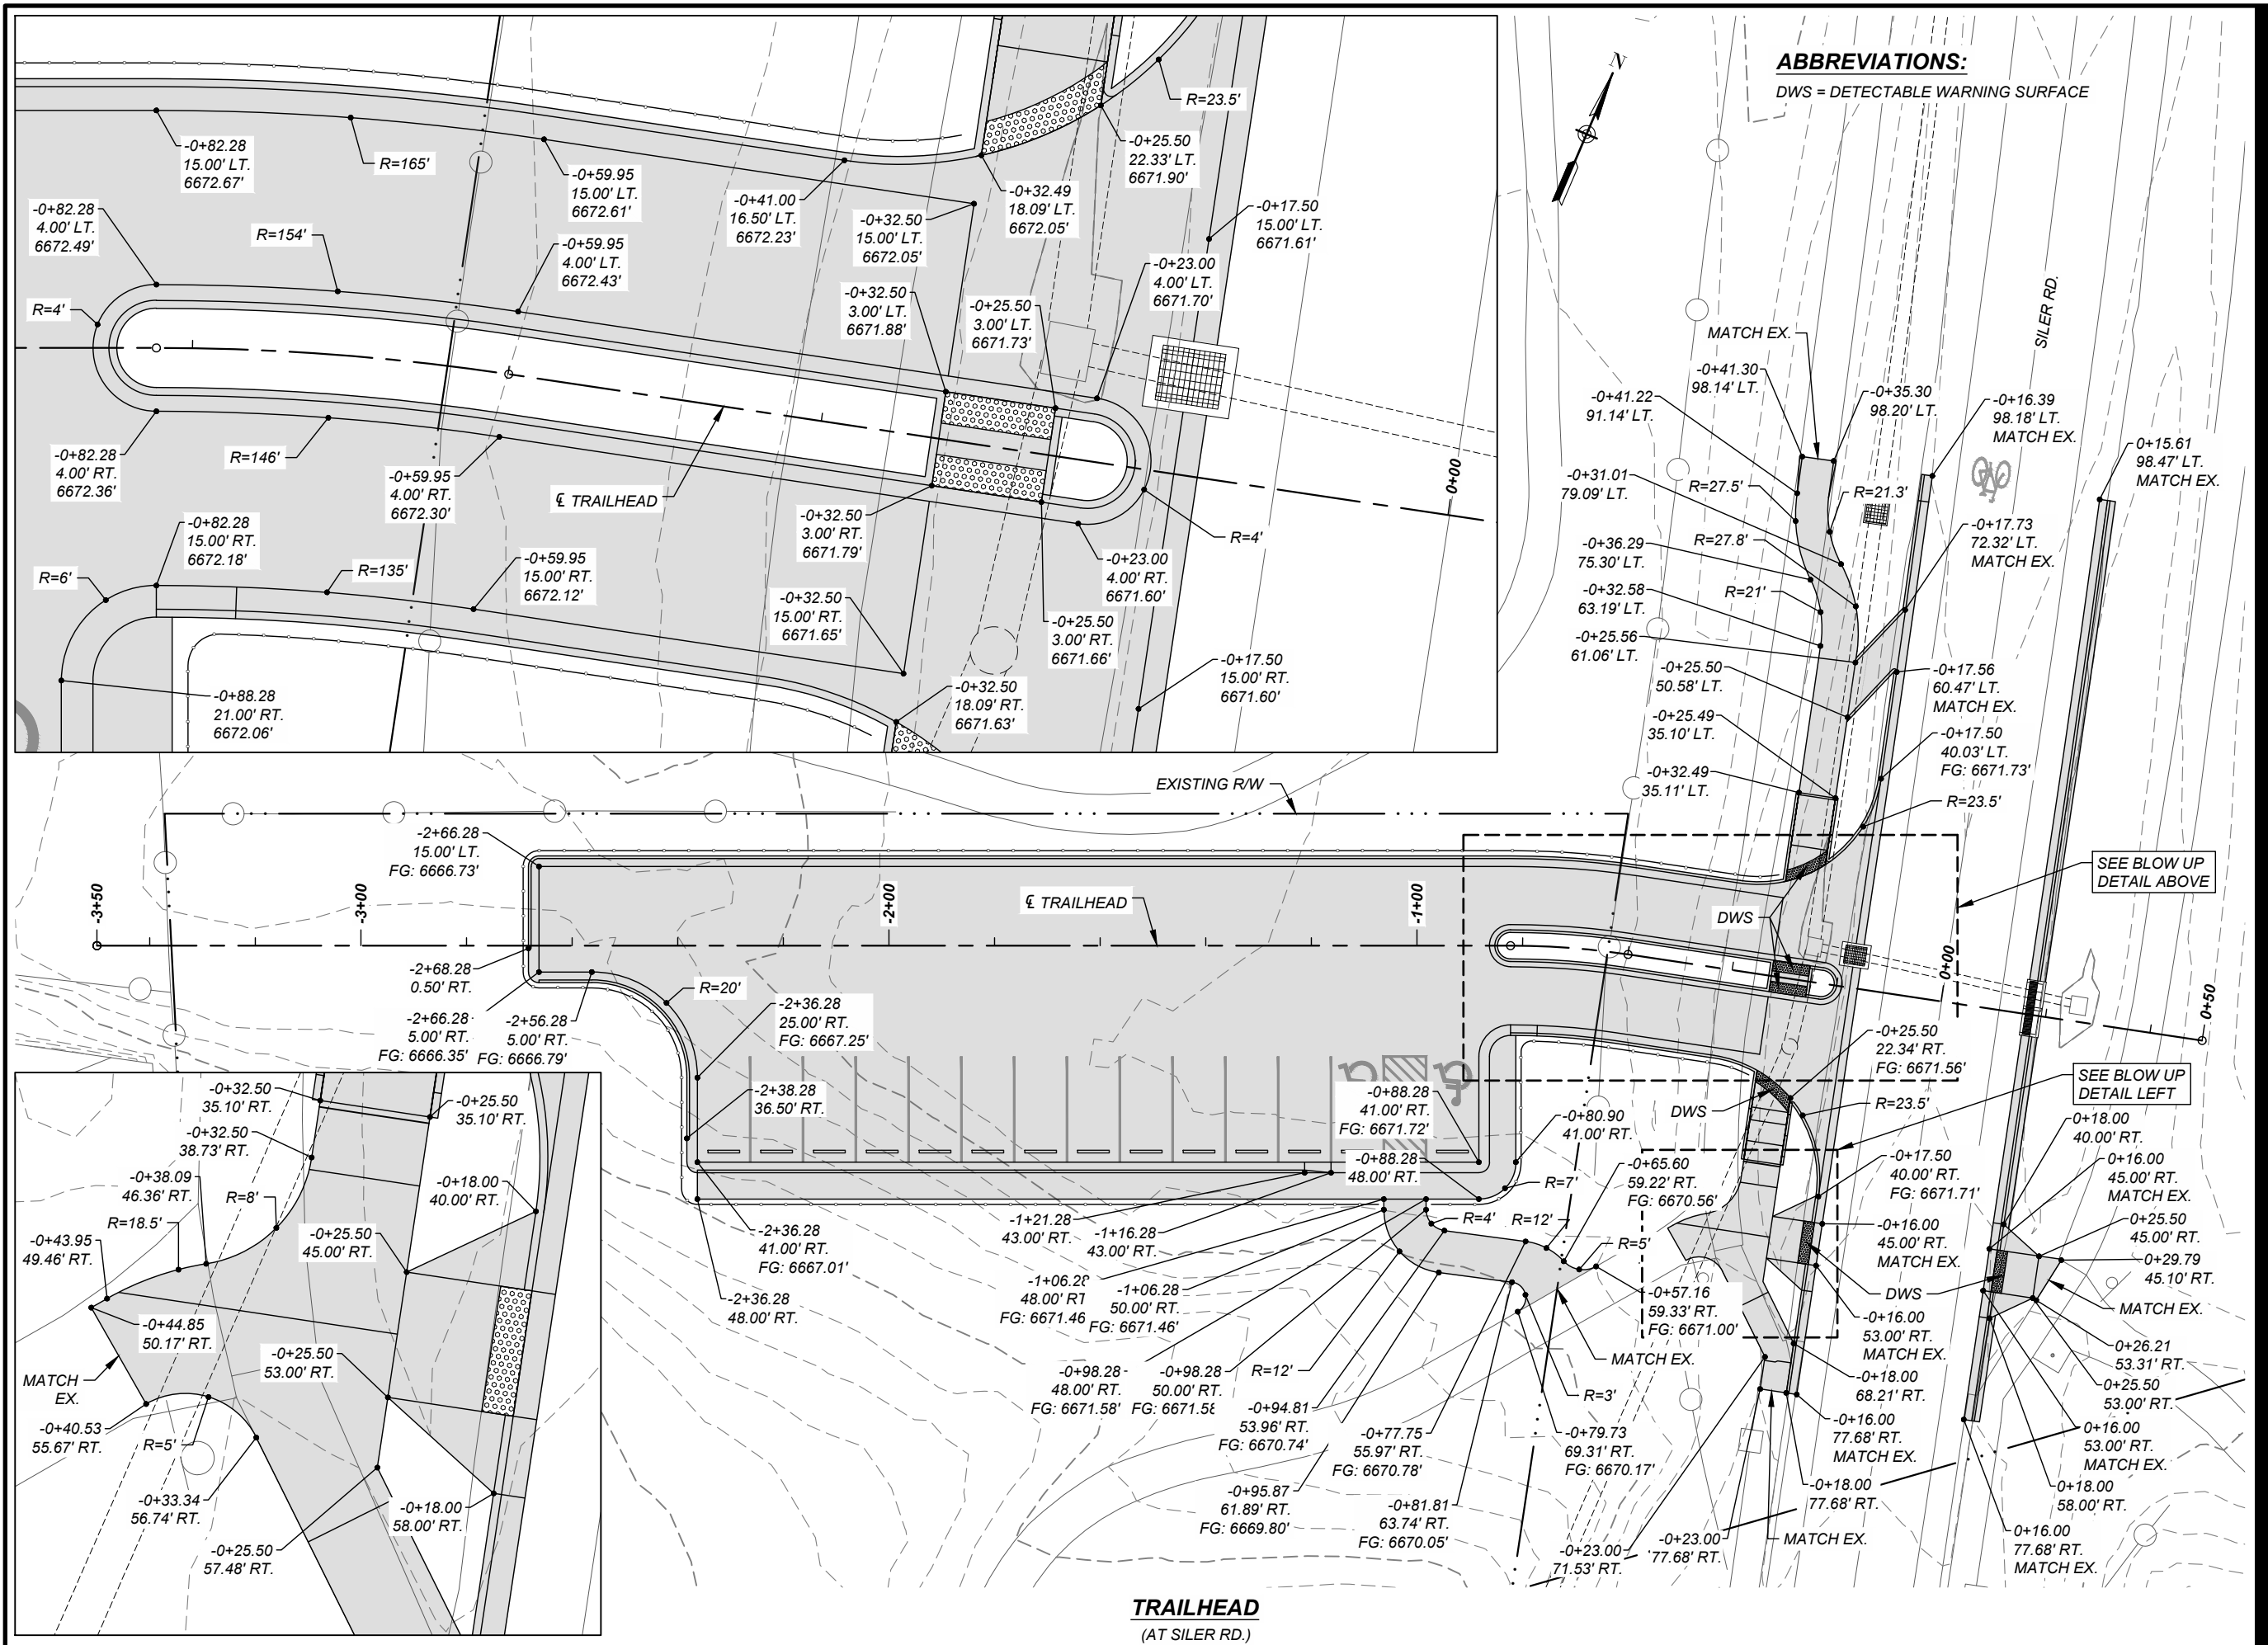 ABBREVIATIONS:
DWS = DETECTABLE WARNING SURFACE
N
-0+82.28
15.00' LT.
6672.67'
R=165'
-0+59.95
15.00' LT.
6672.61'
-0+41.00
16.50' LT.
6672.23'
-0+32.49
18.09' LT.
6672.05'
R=23.5'
-0+25.50
22.33' LT.
6671.90'
-0+17.50
15.00' LT.
6671.61'
-0+82.28
4.00' LT.
6672.49'
R=154'
-0+59.95
4.00' LT.
6672.43'
-0+32.50
15.00' LT.
6672.05'
-0+32.50
3.00' LT.
6671.88'
-0+25.50
3.00' LT.
6671.73'
-0+23.00
4.00' LT.
6671.70'
R=4'
-0+82.28
4.00' RT.
6672.36'
R=146'
-0+59.95
4.00' RT.
6672.30'
℄ TRAILHEAD
-0+32.50
3.00' RT.
6671.79'
0+00
R=4'
-0+23.00
4.00' RT.
6671.60'
-0+25.50
3.00' RT.
6671.66'
-0+82.28
15.00' RT.
6672.18'
R=6'
R=135'
-0+59.95
15.00' RT.
6672.12'
-0+32.50
15.00' RT.
6671.65'
-0+17.50
15.00' RT.
6671.60'
-0+88.28
21.00' RT.
6672.06'
-0+32.50
18.09' RT.
6671.63'
SILER RD.
MATCH EX.
-0+41.30
98.14' LT.
-0+41.22
91.14' LT.
-0+35.30
98.20' LT.
-0+16.39
98.18' LT.
MATCH EX.
0+15.61
98.47' LT.
MATCH EX.
-0+31.01
79.09' LT.
R=27.5'
R=21.3'
-0+17.73
72.32' LT.
MATCH EX.
-0+36.29
75.30' LT.
R=27.8'
-0+32.58
63.19' LT.
R=21'
-0+25.56
61.06' LT.
-0+25.50
50.58' LT.
-0+17.56
60.47' LT.
MATCH EX.
-0+25.49
35.10' LT.
-0+17.50
40.03' LT.
FG: 6671.73'
-0+32.49
35.11' LT.
R=23.5'
EXISTING R/W
SEE BLOW UP
DETAIL ABOVE
-2+66.28
15.00' LT.
FG: 6666.73'
-3+50
-3+00
-2+00
℄ TRAILHEAD
-1+00
DWS
0+00
0+50
-2+68.28
0.50' RT.
R=20'
-2+66.28
5.00' RT.
FG: 6666.35'
-2+56.28
5.00' RT.
FG: 6666.79'
-2+36.28
25.00' RT.
FG: 6667.25'
-2+38.28
36.50' RT.
-0+88.28
41.00' RT.
FG: 6671.72'
-0+88.28
48.00' RT.
-0+80.90
41.00' RT.
-0+25.50
22.34' RT.
FG: 6671.56'
SEE BLOW UP
DETAIL LEFT
DWS
R=23.5'
-0+65.60
59.22' RT.
FG: 6670.56'
-0+17.50
40.00' RT.
FG: 6671.71'
0+18.00
40.00' RT.
0+16.00
45.00' RT.
MATCH EX.
0+25.50
45.00' RT.
0+29.79
45.10' RT.
-0+16.00
45.00' RT.
MATCH EX.
DWS
MATCH EX.
-0+16.00
53.00' RT.
MATCH EX.
0+26.21
53.31' RT.
0+25.50
53.00' RT.
-0+18.00
68.21' RT.
0+16.00
53.00' RT.
MATCH EX.
-0+16.00
77.68' RT.
MATCH EX.
0+18.00
58.00' RT.
-0+18.00
77.68' RT.
0+16.00
77.68' RT.
MATCH EX.
MATCH EX.
-0+23.00
77.68' RT.
-0+23.00
71.53' RT.
R=7'
R=4'
R=12'
R=5'
-0+57.16
59.33' RT.
FG: 6671.00'
MATCH EX.
R=3'
-0+79.73
69.31' RT.
FG: 6670.17'
-2+36.28
41.00' RT.
FG: 6667.01'
-2+36.28
48.00' RT.
-1+21.28
43.00' RT.
-1+16.28
43.00' RT.
-1+06.28
48.00' RT
FG: 6671.46
-1+06.28
50.00' RT.
FG: 6671.46'
-0+98.28
48.00' RT.
FG: 6671.58'
-0+98.28
50.00' RT.
FG: 6671.58
R=12'
-0+94.81
53.96' RT.
FG: 6670.74'
-0+77.75
55.97' RT.
FG: 6670.78'
-0+95.87
61.89' RT.
FG: 6669.80'
-0+81.81
63.74' RT.
FG: 6670.05'
-0+32.50
35.10' RT.
-0+25.50
35.10' RT.
-0+32.50
38.73' RT.
-0+38.09
46.36' RT.
R=8'
-0+18.00
40.00' RT.
R=18.5'
-0+43.95
49.46' RT.
-0+25.50
45.00' RT.
-0+44.85
50.17' RT.
-0+25.50
53.00' RT.
MATCH
EX.
-0+40.53
55.67' RT.
R=5'
-0+33.34
56.74' RT.
-0+18.00
58.00' RT.
-0+25.50
57.48' RT.
TRAILHEAD
(AT SILER RD.)